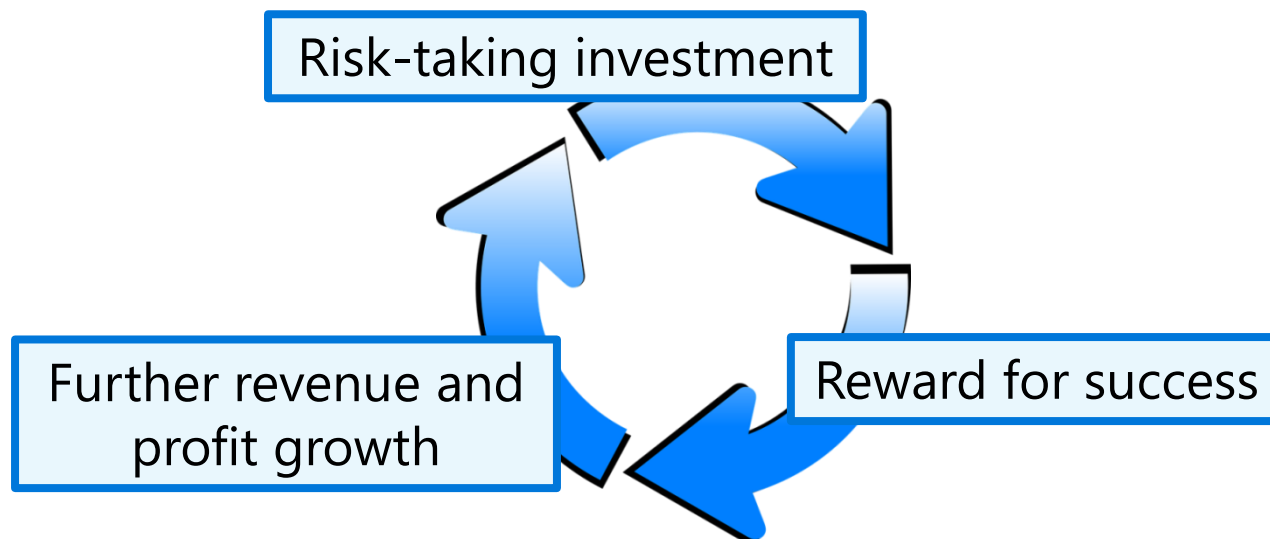 Risk-taking investment
Reward for success
Further revenue and
profit growth